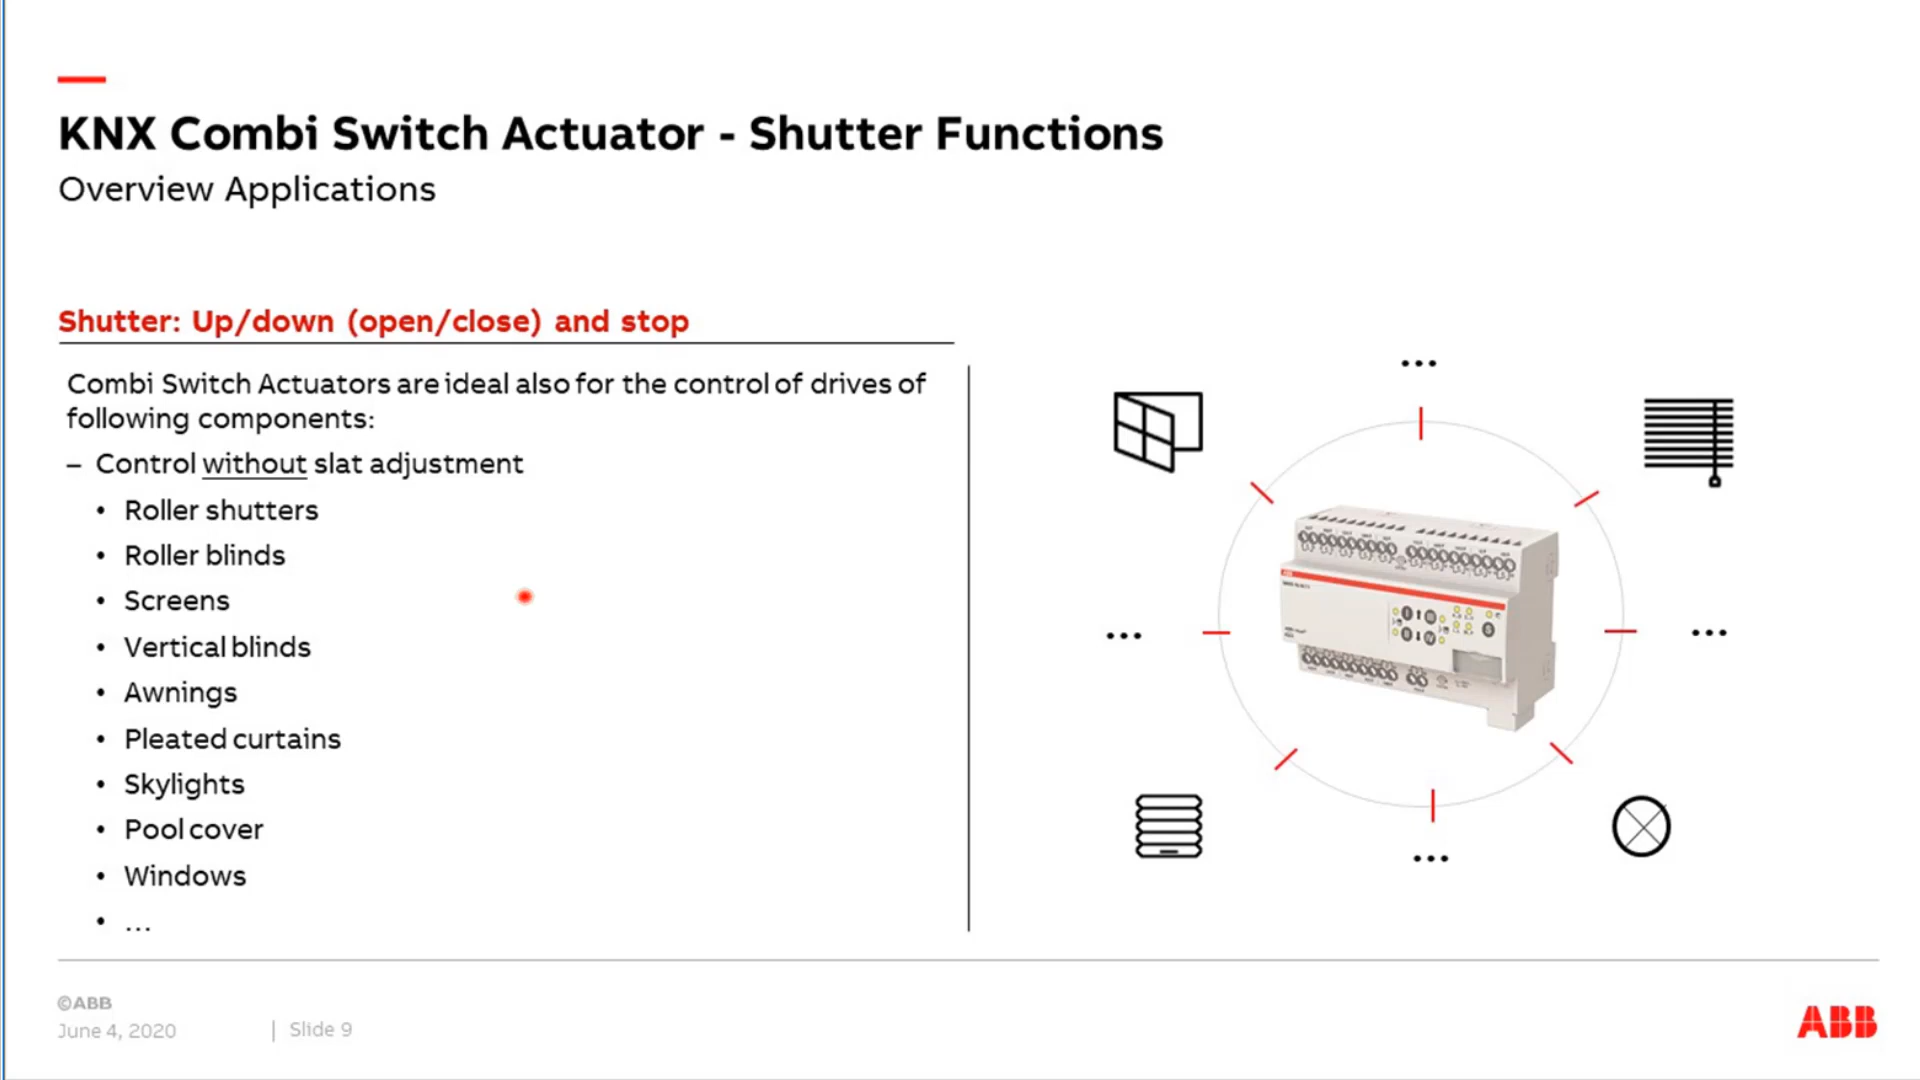 KNX Combi Switch Actuator - Shutter Functions
Overview Applications
Shutter: Up/down (open/close) and stop
Combi Switch Actuators are ideal also for the control of drives of
following components:
– Control without slat adjustment
• Roller shutters
• Roller blinds
• Screens
• Vertical blinds
• Awnings
• Pleated curtains
• Skylights
• Pool cover
• Windows
• ...
...
...
...
...
©ABB
June 4, 2020 | Slide 9
ABB